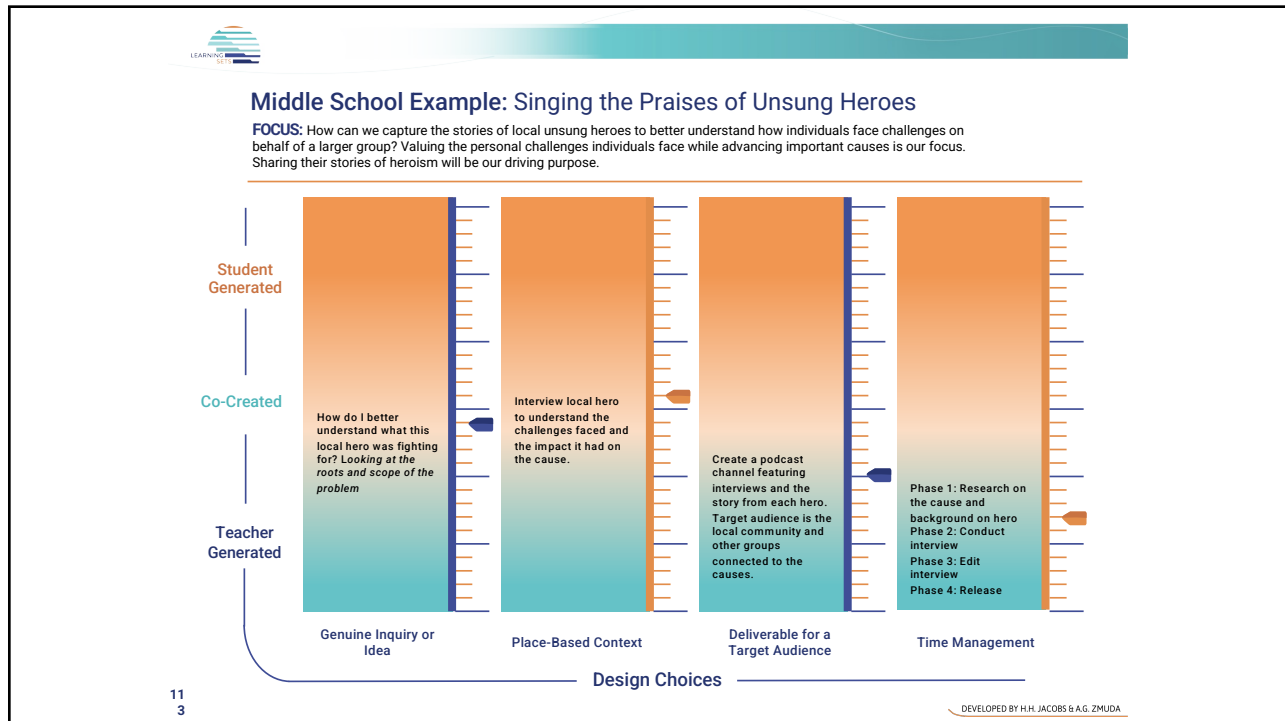 LEARNING
SETS
Middle School Example: Singing the Praises of Unsung Heroes
FOCUS: How can we capture the stories of local unsung heroes to better understand how individuals face challenges on
behalf of a larger group? Valuing the personal challenges individuals face while advancing important causes is our focus.
Sharing their stories of heroism will be our driving purpose.
Student
Generated
Co-Created
Teacher
Generated
How do I better
understand what this
local hero was fighting
for? Looking at the
roots and scope of the
problem
Interview local hero
to understand the
challenges faced and
the impact it had on
the cause.
Create a podcast
channel featuring
interviews and the
story from each hero.
Target audience is the
local community and
other groups
connected to the
causes.
Phase 1: Research on
the cause and
background on hero
Phase 2: Conduct
interview
Phase 3: Edit
interview
Phase 4: Release
Genuine Inquiry or
Idea
Place-Based Context
Deliverable for a
Target Audience
Time Management
Design Choices
11
3
DEVELOPED BY H.H. JACOBS & A.G. ZMUDA